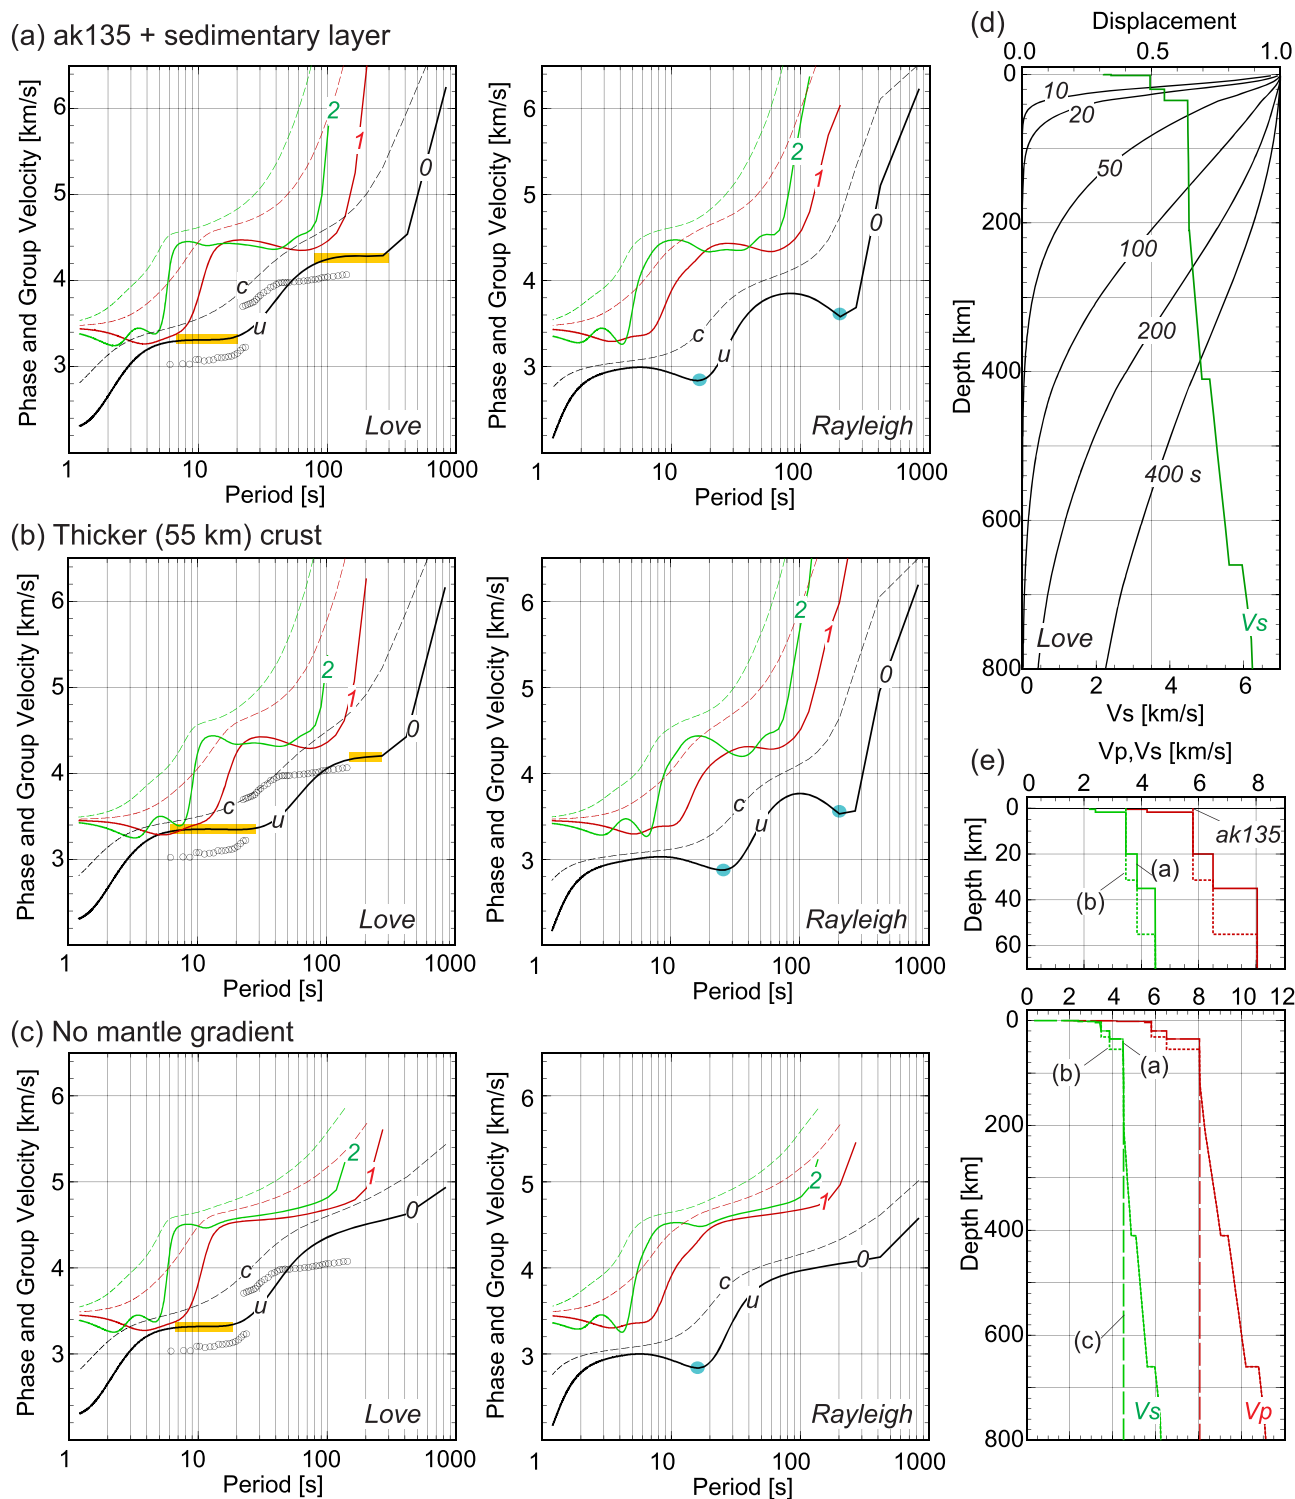 (a) ak135 + sedimentary layer
Phase and Group Velocity [km/s]
6
5
4
3
2
1
0
c
u
Love
1
10
100
1000
Period [s]
Phase and Group Velocity [km/s]
6
5
4
3
2
1
0
c
u
Rayleigh
1
10
100
1000
Period [s]
(b) Thicker (55 km) crust
Phase and Group Velocity [km/s]
6
5
4
3
2
1
0
c
u
Love
1
10
100
1000
Period [s]
Phase and Group Velocity [km/s]
6
5
4
3
2
1
0
c
u
Rayleigh
1
10
100
1000
Period [s]
(c) No mantle gradient
Phase and Group Velocity [km/s]
6
5
4
3
2
1
0
c
u
Love
1
10
100
1000
Period [s]
Phase and Group Velocity [km/s]
6
5
4
3
2
1
0
c
u
Rayleigh
1
10
100
1000
Period [s]
(d)
Displacement
0.0 0.5 1.0
Depth [km]
0
200
400
600
800
10
20
50
100
200
400 s
Love
Vs
0 2 4 6
Vs [km/s]
(e)
Vp,Vs [km/s]
0 2 4 6 8
Depth [km]
0
20
40
60
ak135
(a)
(b)
0 2 4 6 8 10 12
Depth [km]
0
200
400
600
800
(a)
(b)
(c)
Vs
Vp